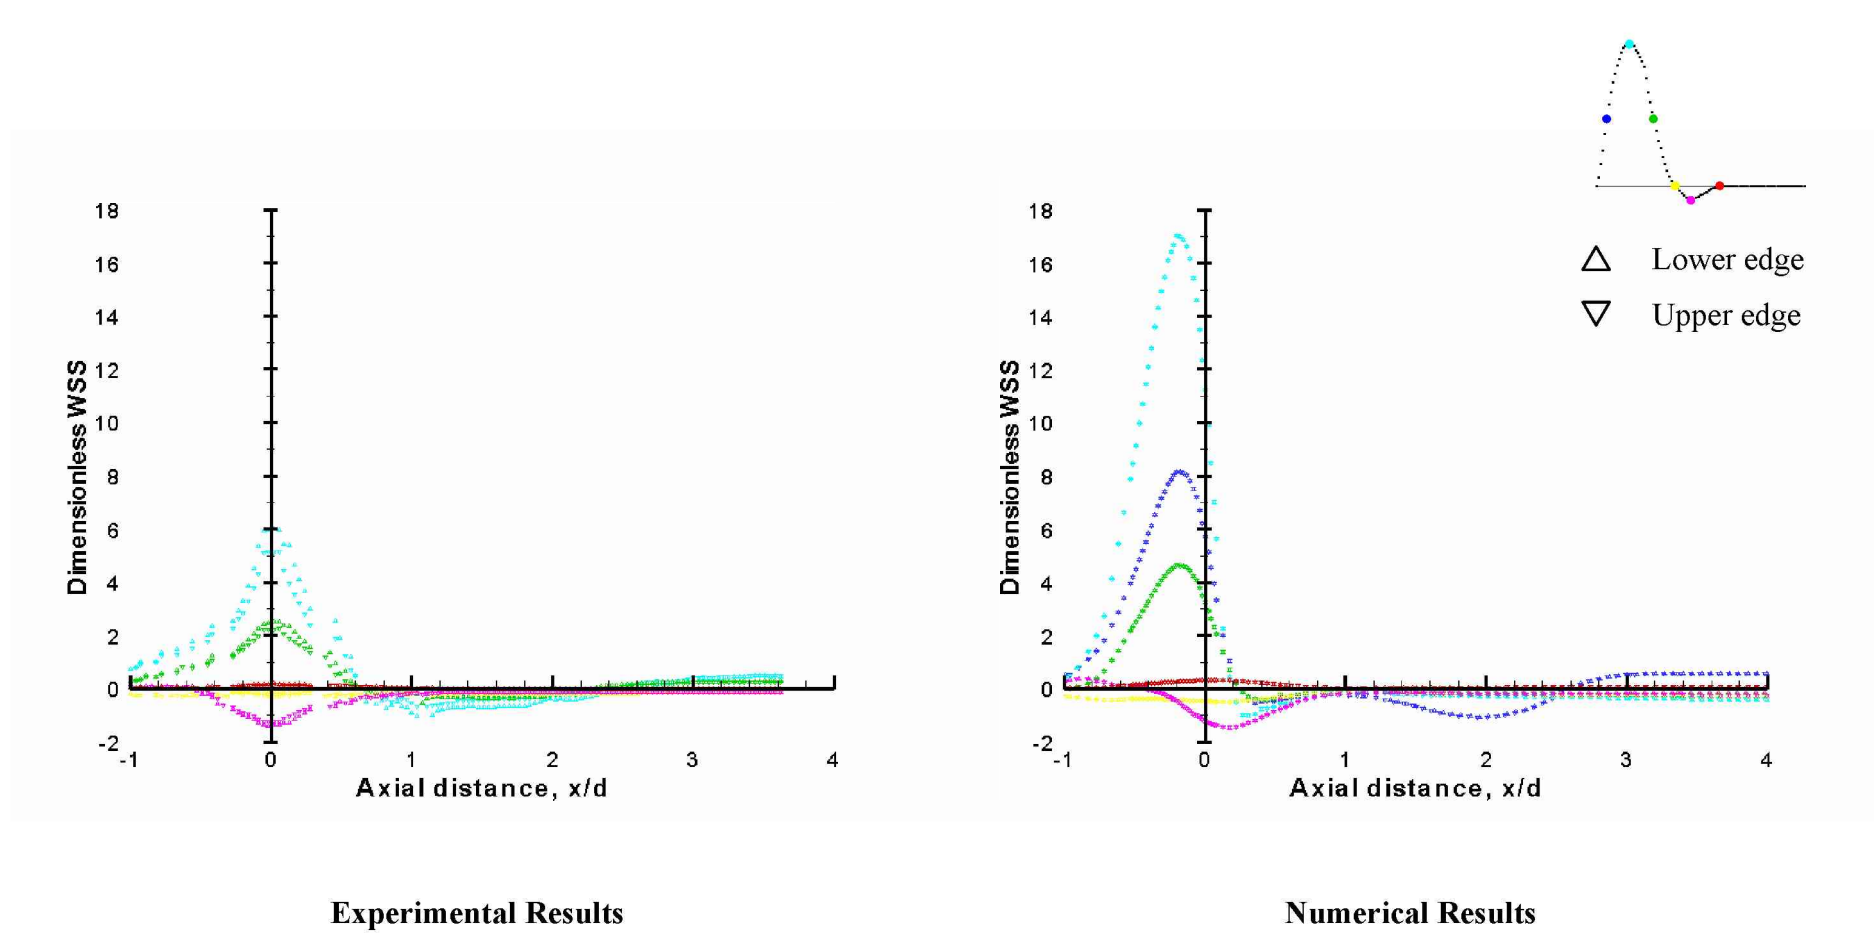 Lower edge
Upper edge
18
16
14
12
10
8
6
4
2
0
-2
Dimensionless WSS
-1 0 1 2 3 4
Axial distance, x/d
18
16
14
12
10
8
6
4
2
0
-2
Dimensionless WSS
-1 0 1 2 3 4
Axial distance, x/d
Experimental Results
Numerical Results